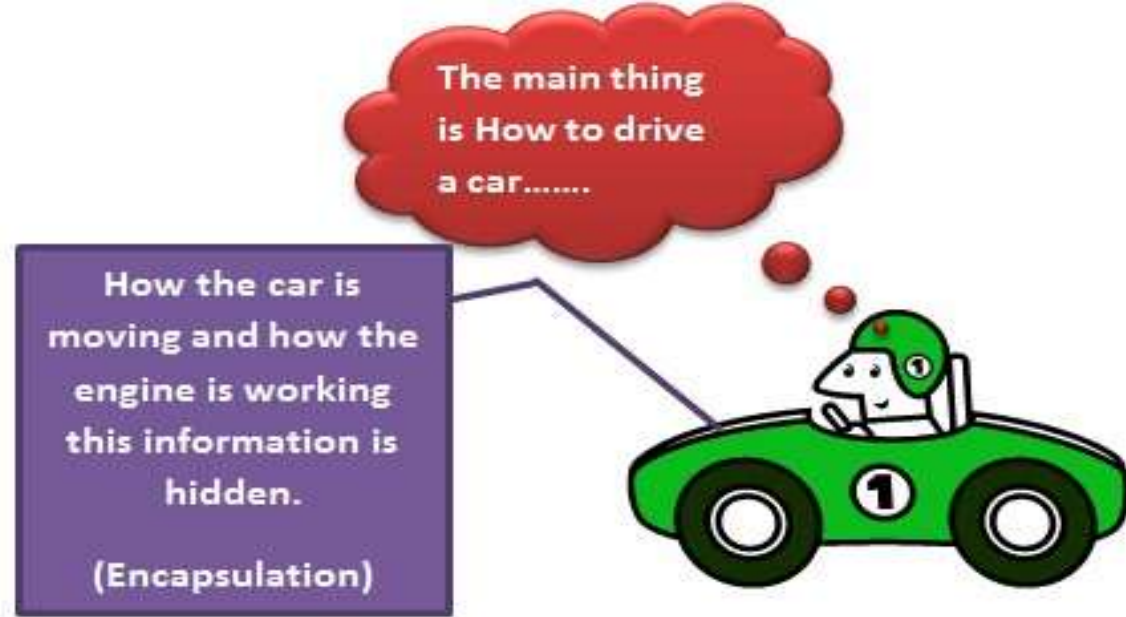 The main thing
is How to drive
a car.......
How the car is
moving and how the
engine is working
this information is
hidden.
(Encapsulation)
1
1